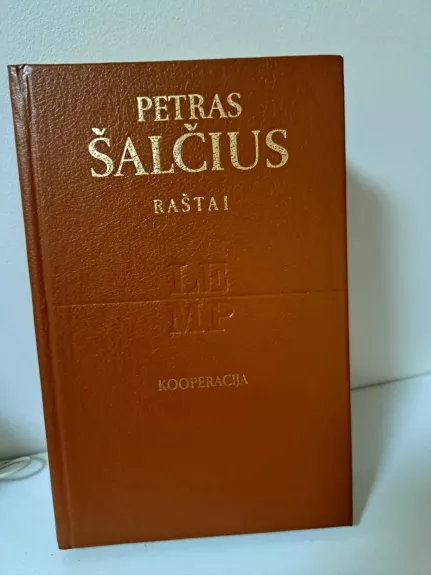 PETRAS
ŠALČIUS
RAŠTAI
LE
MP
KOOPERACIJA